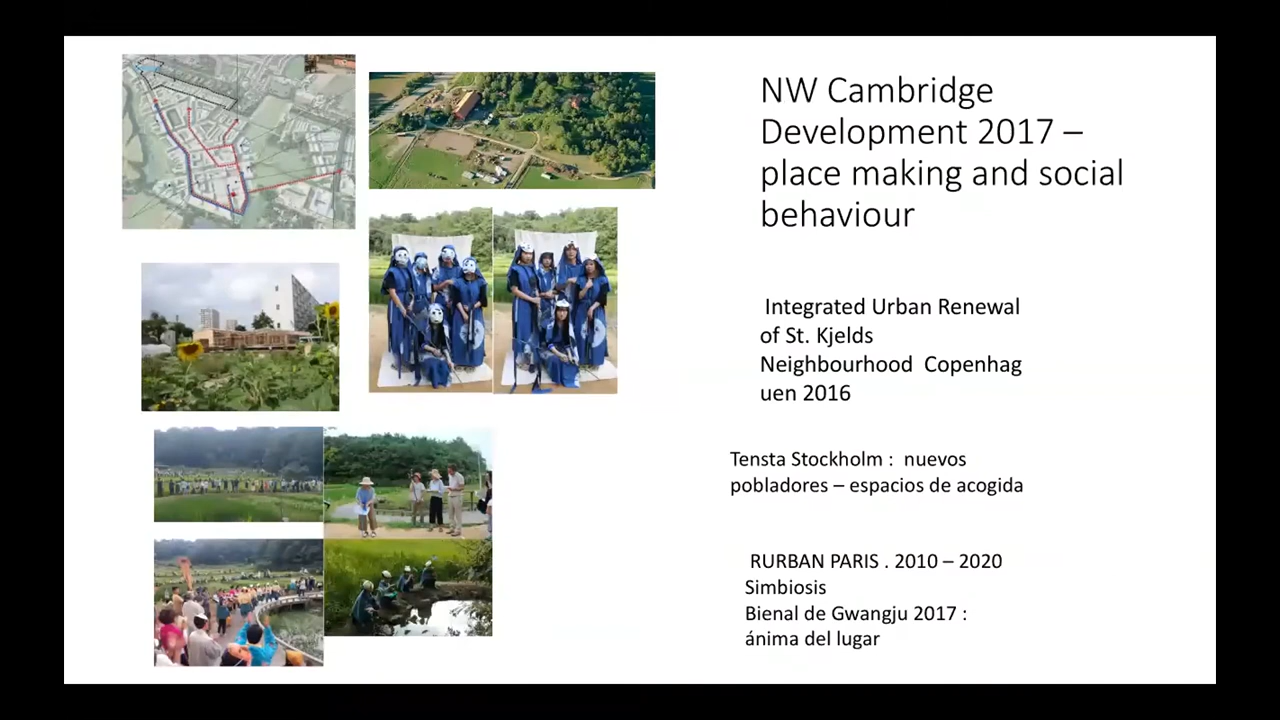 NW Cambridge
Development 2017 –
place making and social
behaviour
Integrated Urban Renewal
of St. Kjelds
Neighbourhood Copenhag
uen 2016
Tensta Stockholm : nuevos
pobladores – espacios de acogida
RURBAN PARIS . 2010 – 2020
Simbiosis
Bienal de Gwangju 2017 :
ánima del lugar